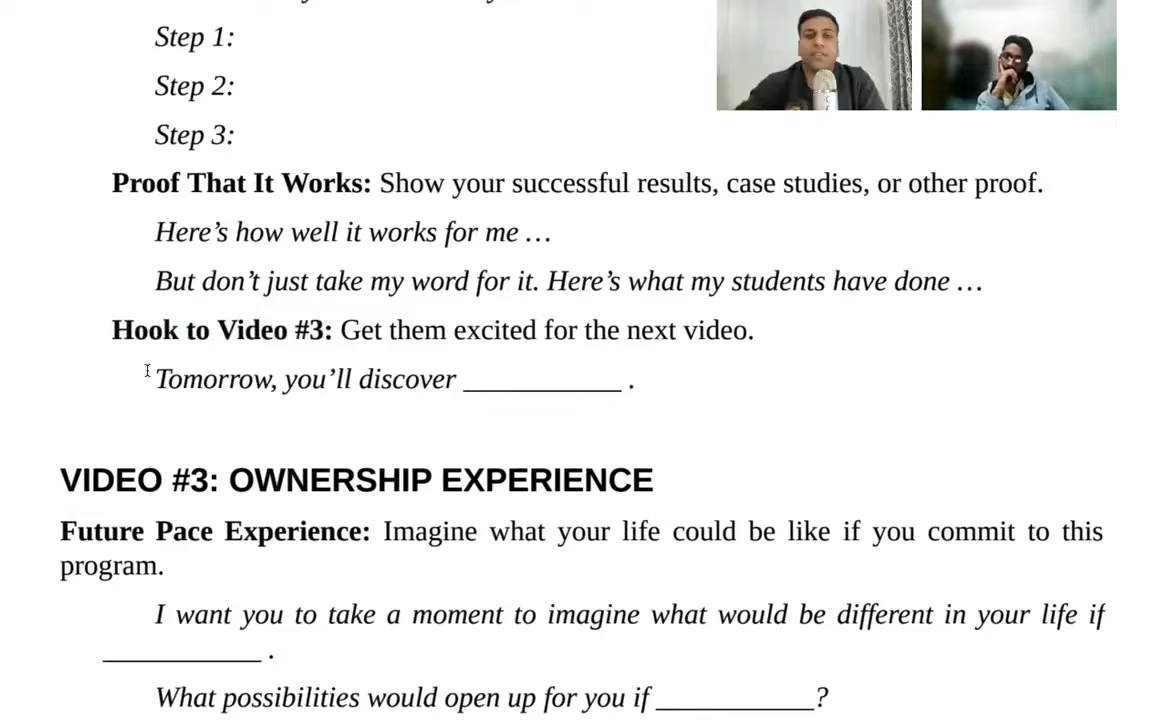 Step 1:
Step 2:
Step 3:
Proof That It Works: Show your successful results, case studies, or other proof.
Here’s how well it works for me …
But don’t just take my word for it. Here’s what my students have done …
Hook to Video #3: Get them excited for the next video.
Tomorrow, you’ll discover ___________ .
VIDEO #3: OWNERSHIP EXPERIENCE
Future Pace Experience: Imagine what your life could be like if you commit to this
program.
I want you to take a moment to imagine what would be different in your life if
___________ .
What possibilities would open up for you if ___________?